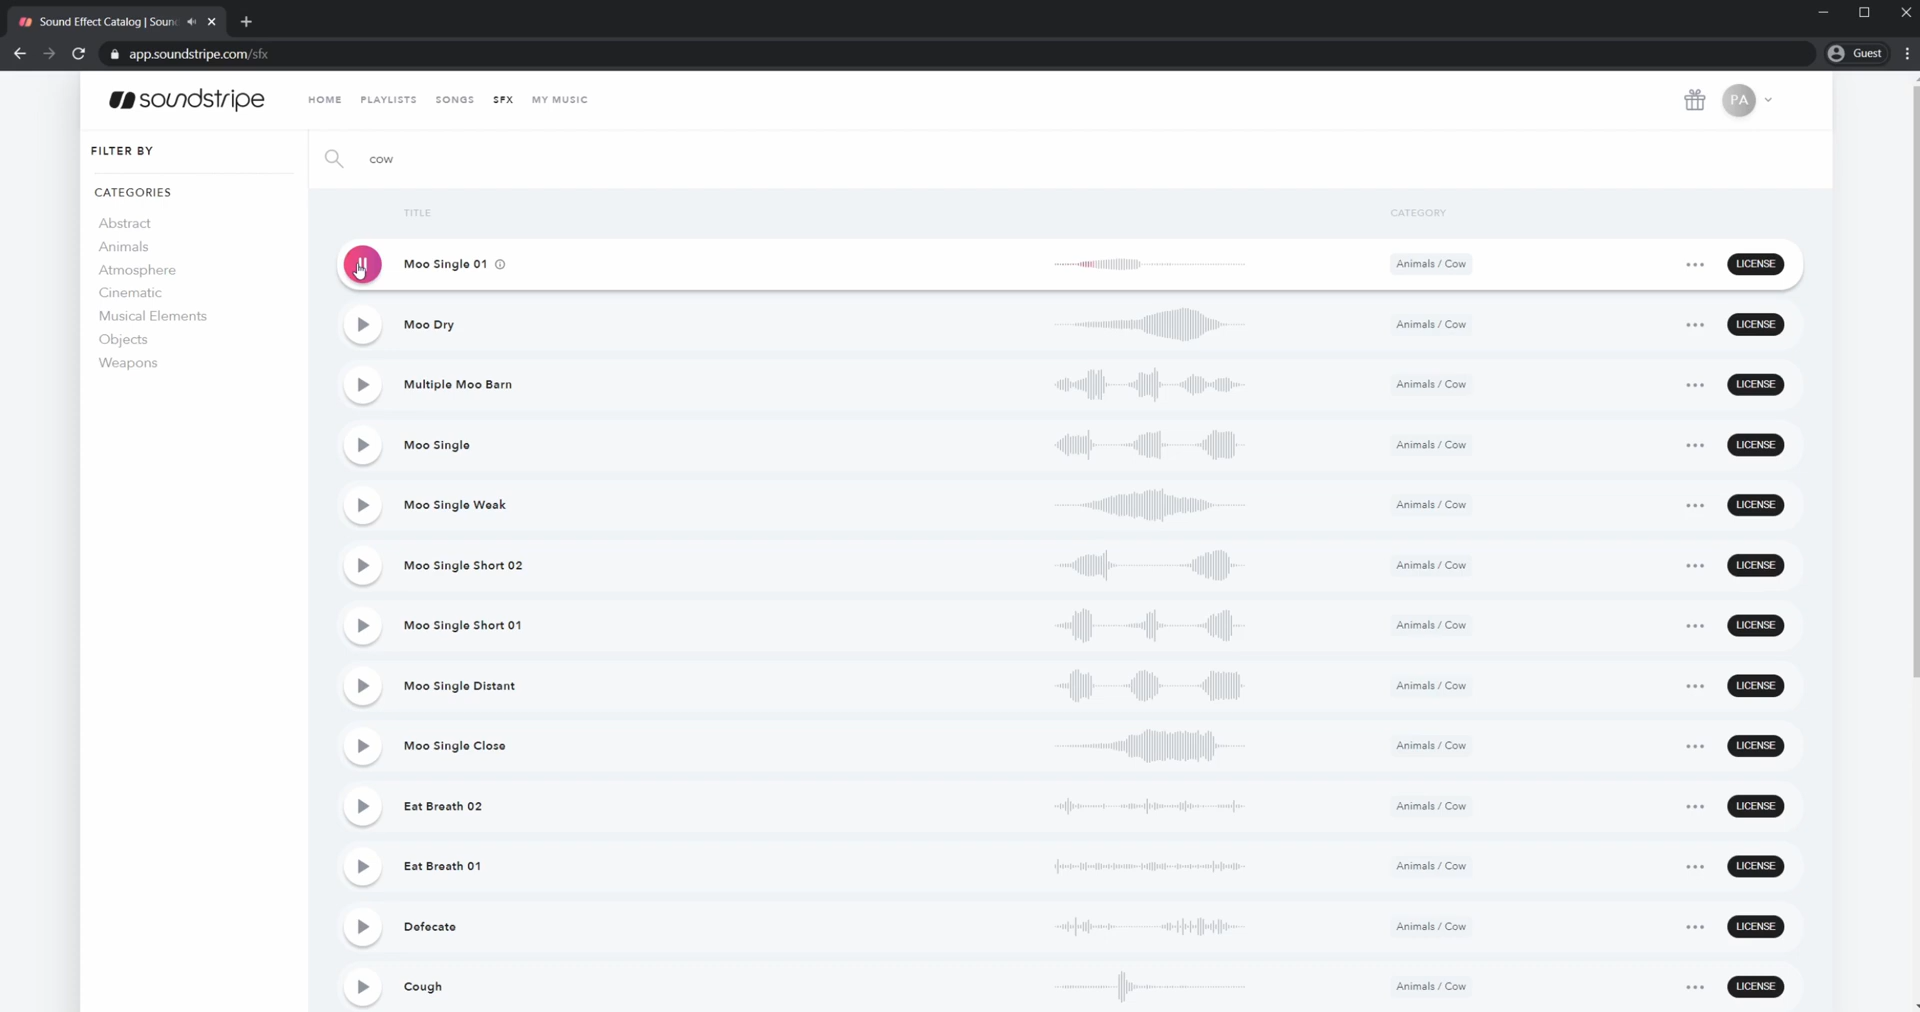 Sound Effect Catalog | Soun
app.soundstripe.com/sfx
Guest
soundstripe
HOME PLAYLISTS SONGS SFX MY MUSIC
PA
FILTER BY
CATEGORIES
Abstract
Animals
Atmosphere
Cinematic
Musical Elements
Objects
Weapons
cow
TITLE CATEGORY
Moo Single 01 Animals / Cow LICENSE
Moo Dry Animals / Cow LICENSE
Multiple Moo Barn Animals / Cow LICENSE
Moo Single Animals / Cow LICENSE
Moo Single Weak Animals / Cow LICENSE
Moo Single Short 02 Animals / Cow LICENSE
Moo Single Short 01 Animals / Cow LICENSE
Moo Single Distant Animals / Cow LICENSE
Moo Single Close Animals / Cow LICENSE
Eat Breath 02 Animals / Cow LICENSE
Eat Breath 01 Animals / Cow LICENSE
Defecate Animals / Cow LICENSE
Cough Animals / Cow LICENSE